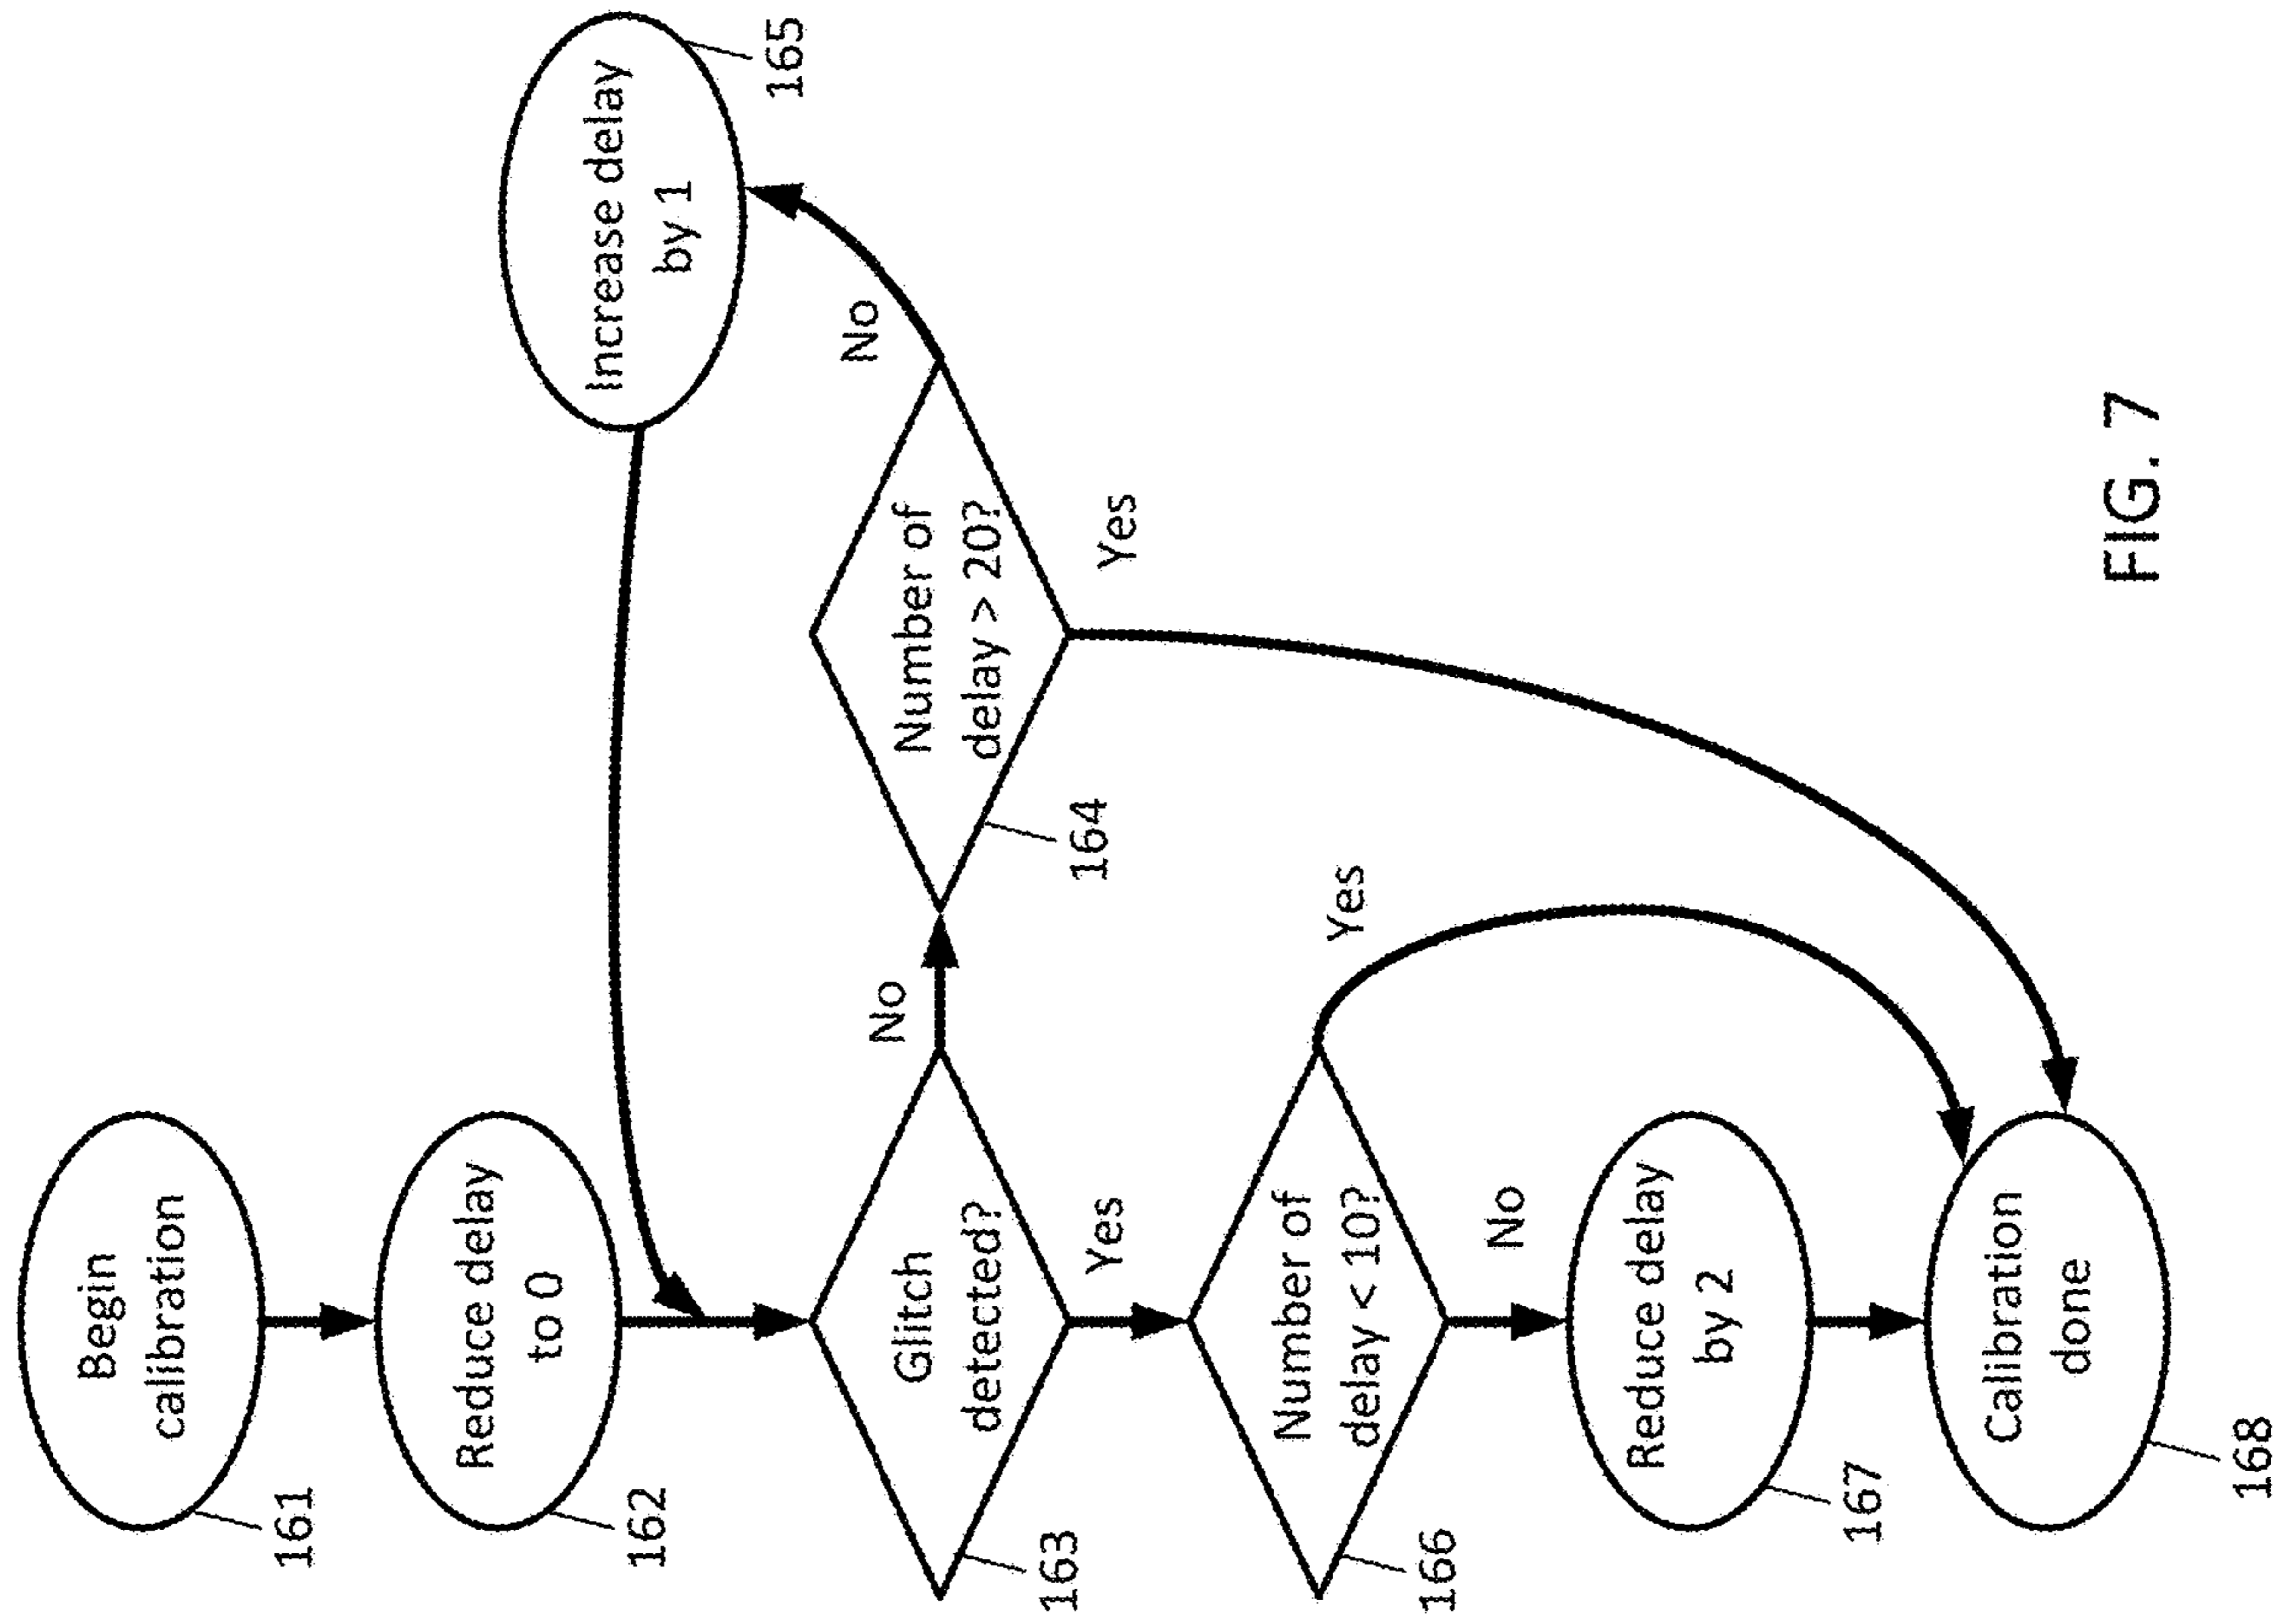 Begin
calibration
161
Reduce delay
to 0
162
Glitch
detected?
163
No
Yes
Number of
delay > 20?
164
No
Yes
Increase delay
by 1
165
Number of
delay < 10?
166
Yes
No
Reduce delay
by 2
167
Calibration
done
168
FIG. 7